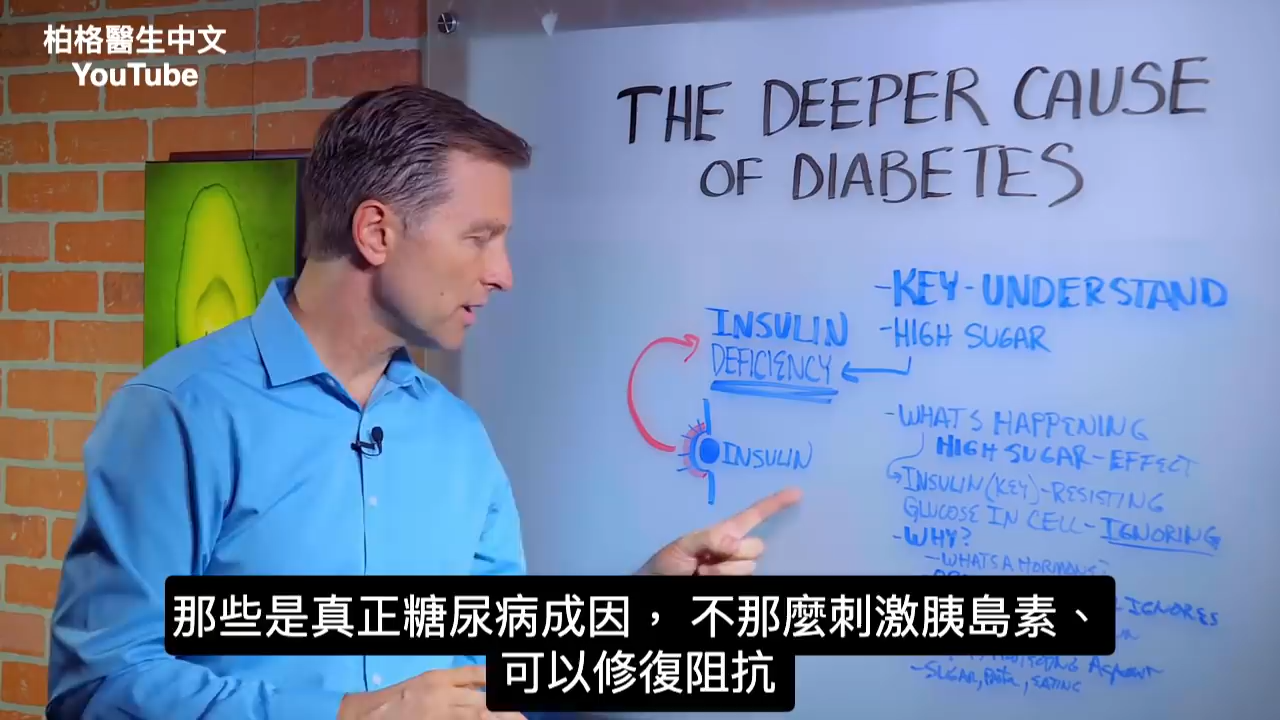 柏格醫生中文
YouTube
THE DEEPER CAUSE
OF DIABETES
-KEY-UNDERSTAND
-HIGH SUGAR
INSULIN
DEFICIENCY
INSULIN
-WHAT'S HAPPENING
HIGH SUGAR-EFFECT
INSULIN(KEY)-RESISTING
GLUCOSE IN CELL-IGNORING
-WHY?
-WHATS A HORMONE?
IGNORES
-SUGAR, EATING
那些是真正糖尿病成因， 不那麼刺激胰島素、
可以修復阻抗